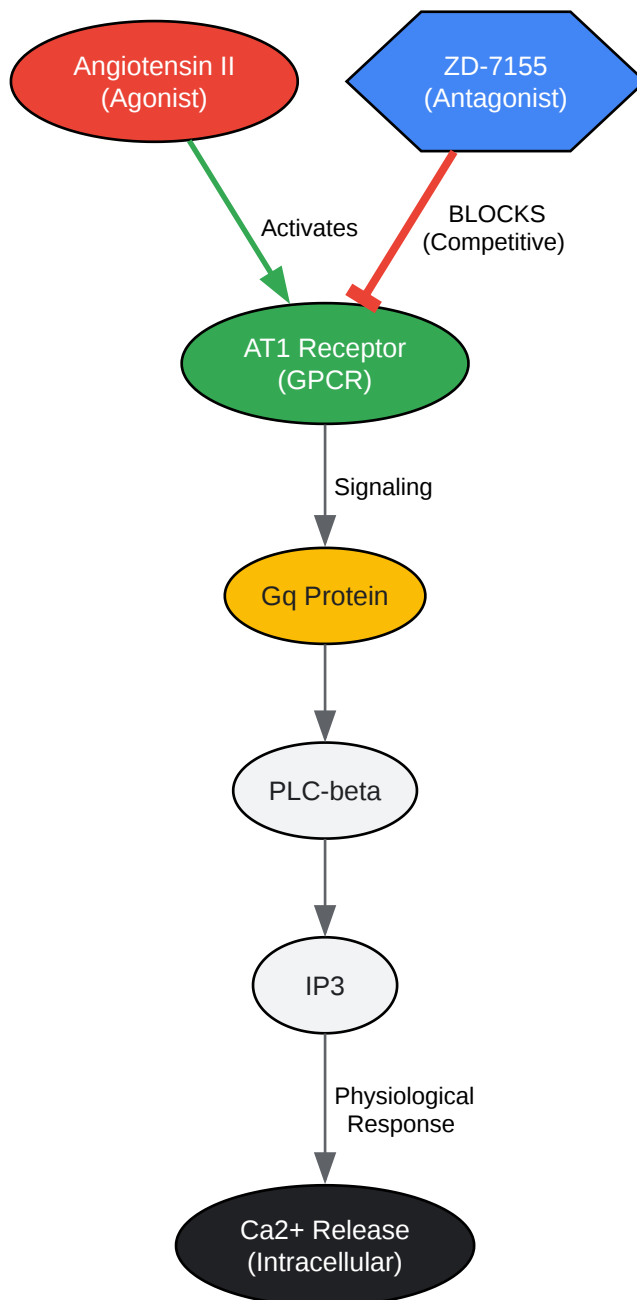 Angiotensin II
(Agonist)
ZD-7155
(Antagonist)
Activates
BLOCKS
(Competitive)
AT1 Receptor
(GPCR)
Signaling
Gq Protein
PLC-beta
IP3
Physiological
Response
Ca2+ Release
(Intracellular)